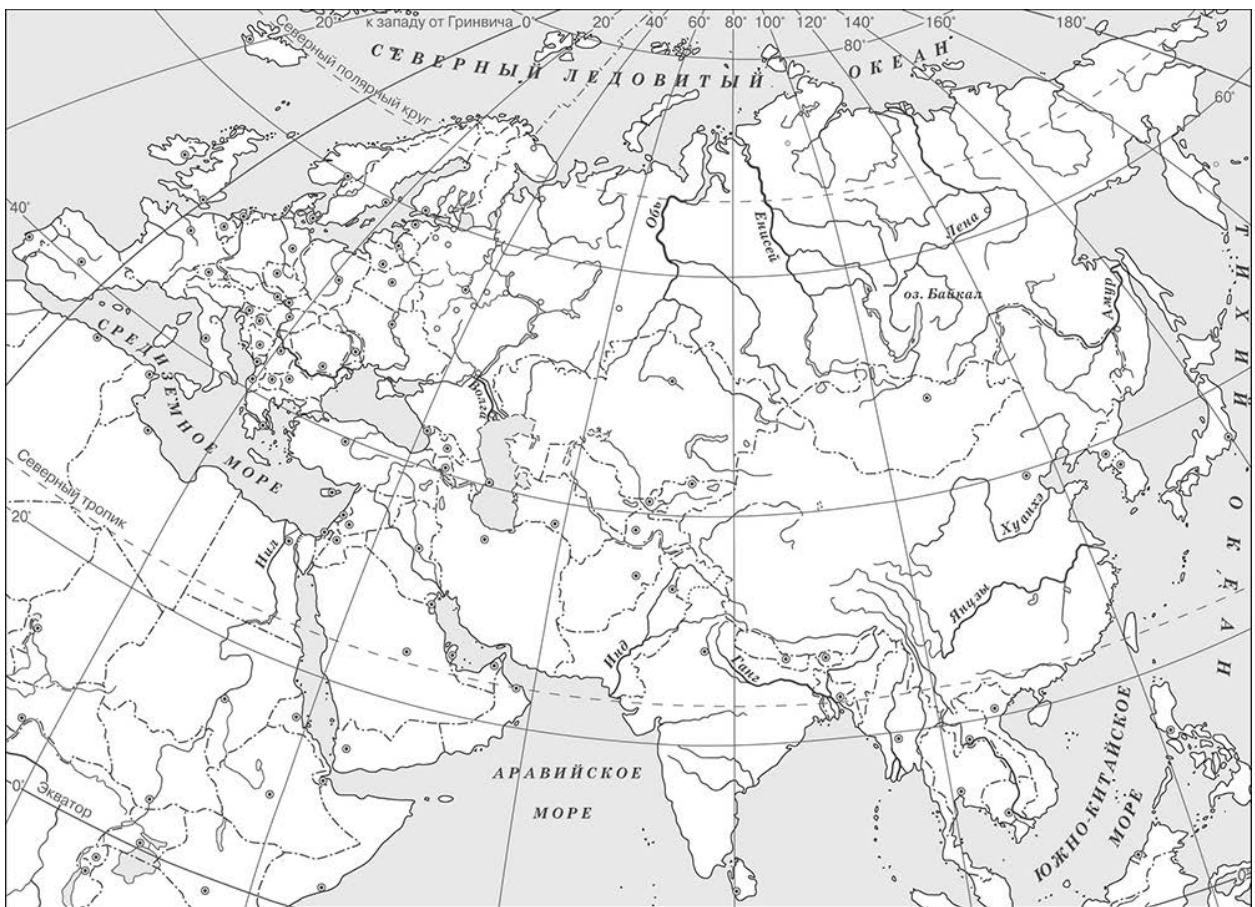 20° к западу от Гринвича 0° 20° 40° 60° 80° 100° 120° 140° 160° 180°
80°
60°
СЕВЕРНЫЙ ЛЕДОВИТЫЙ ОКЕАН
Северный полярный круг
40°
Обь
Енисей
Лена
оз. Байкал
Амур
ТИХИЙ ОКЕАН
СРЕДИЗЕМНОЕ МОРЕ
Волга
Северный тропик
20°
Нил
Хуанхэ
Янцзы
Инд
Ганг
АРАВИЙСКОЕ
МОРЕ
ЮЖНО-КИТАЙСКОЕ
МОРЕ
0°
Экватор
0°